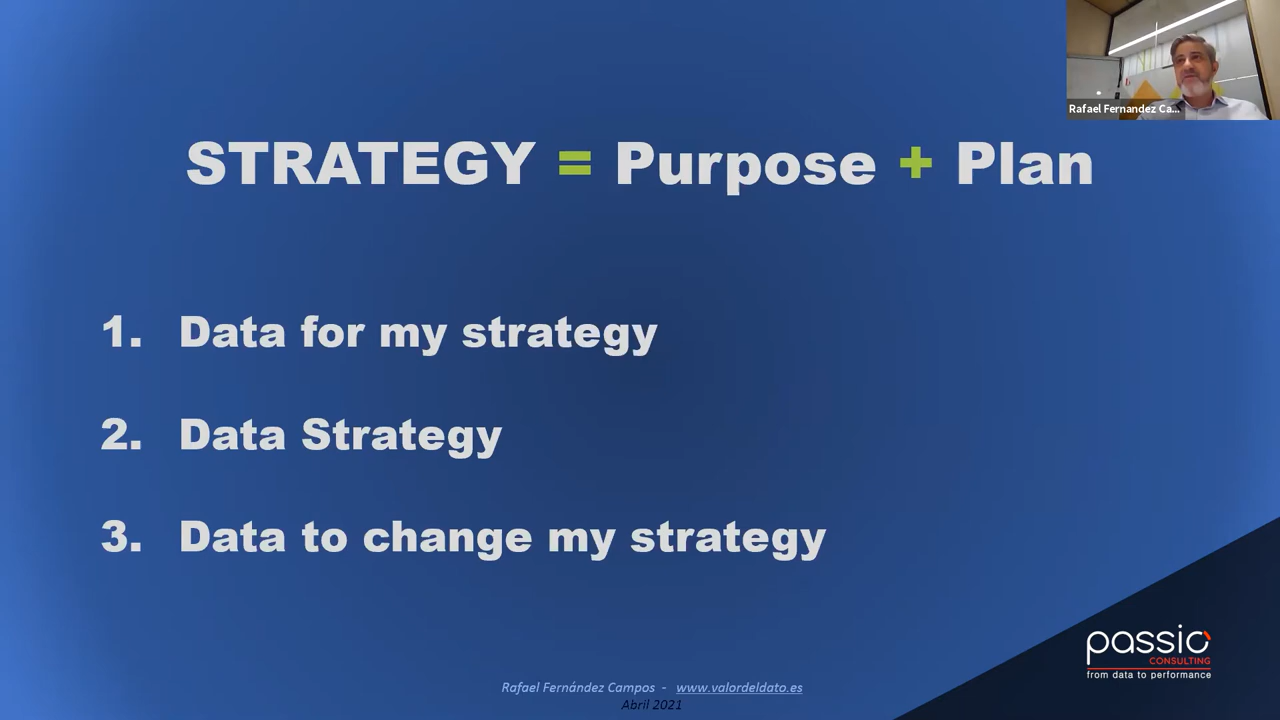 Rafael Fernandez Ca...
STRATEGY = Purpose + Plan
1. Data for my strategy
2. Data Strategy
3. Data to change my strategy
passio
CONSULTING
from data to performance
Rafael Fernández Campos - www.valordeldato.es
Abril 2021